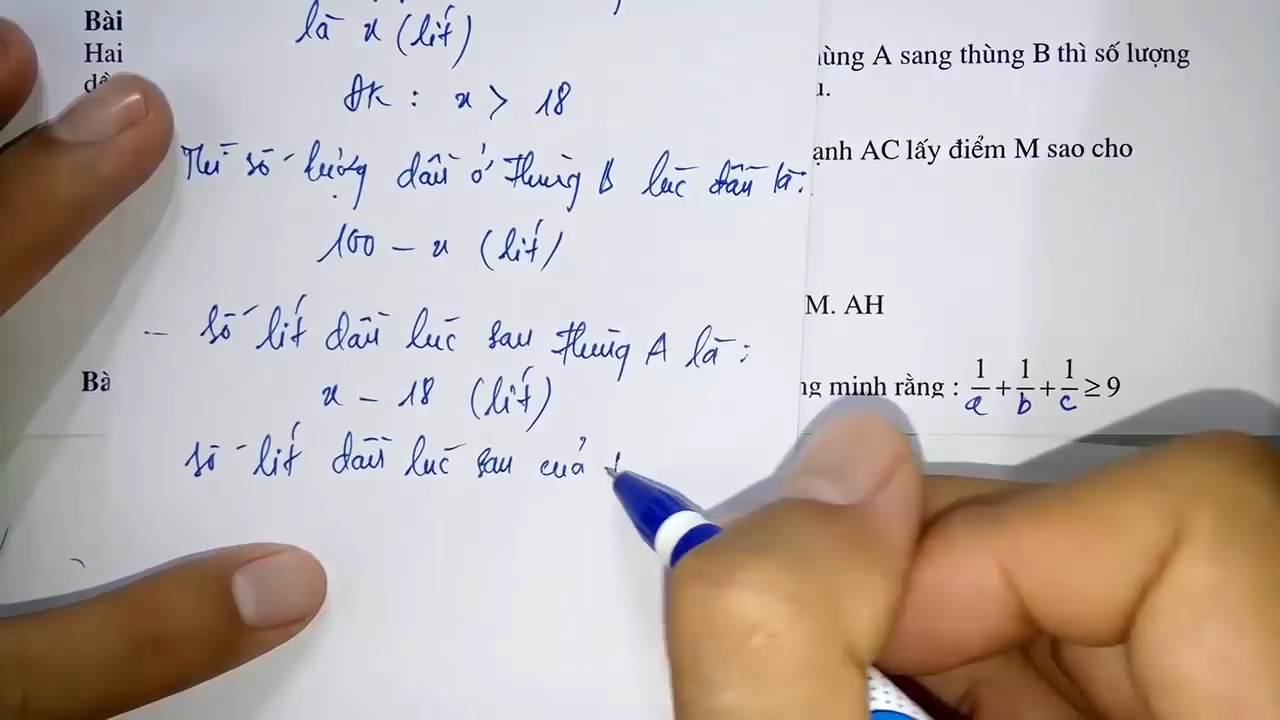 Bài
Hai
là x (lít)
ĐK : x > 18
Thì số lượng dầu ở thùng B lúc đầu là:
100 – x (lít)
– Số lít dầu lúc sau thùng A là :
x – 18 (lít)
số lít dầu lúc sau của
Bà
ùng A sang thùng B thì số lượng
u.
ạnh AC lấy điểm M sao cho
M. AH
ng minh rằng : 1/a + 1/b + 1/c ≥ 9